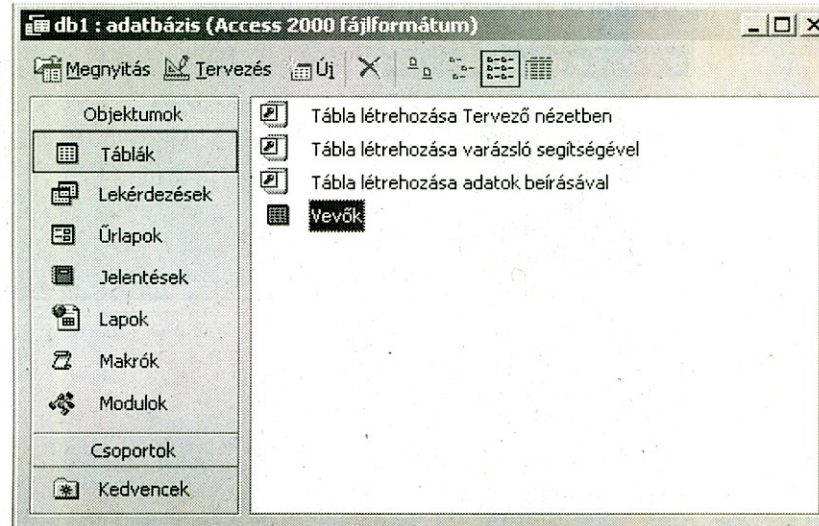 db1 : adatbázis (Access 2000 fájlformátum)
Megnyitás Tervezés Új
Objektumok
Táblák
Lekérdezések
Űrlapok
Jelentések
Lapok
Makrók
Modulok
Csoportok
Kedvencek
Tábla létrehozása Tervező nézetben
Tábla létrehozása varázsló segítségével
Tábla létrehozása adatok beírásával
Vevők